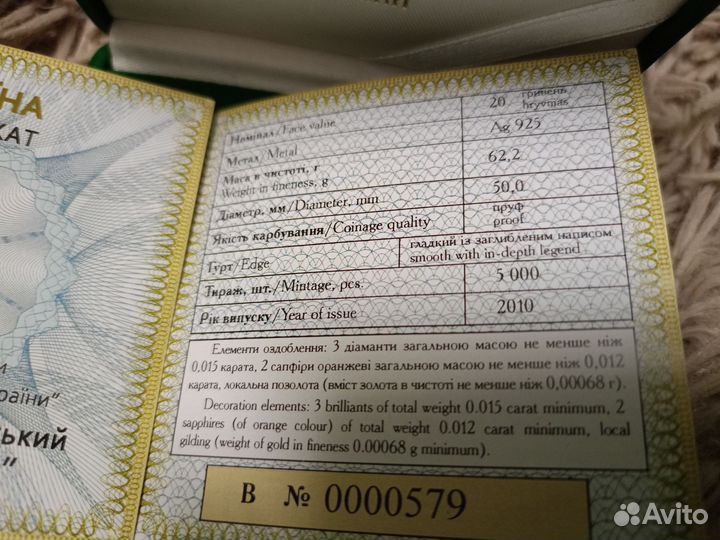 НА
КАТ
Номінал/Face value
20 гривень
hryvnias
Метал/Metal
Ag 925
Маса в чистоті, г
Weight in fineness, g
62,2
Діаметр, мм/Diameter, mm
50,0
Якість карбування/Coinage quality
пруф
proof
Гурт/Edge
гладкий із заглибленим написом
smooth with in-depth legend
Тираж, шт./Mintage, pcs.
5 000
Рік випуску/Year of issue
2010
Елементи оздоблення: 3 діаманти загальною масою не менше ніж
0,015 карата, 2 сапфіри оранжеві загальною масою не менше ніж 0,012
карата, локальна позолота (вміст золота в чистоті не менше ніж 0,00068 г).
Decoration elements: 3 brilliants of total weight 0.015 carat minimum, 2
sapphires (of orange colour) of total weight 0.012 carat minimum, local
gilding (weight of gold in fineness 0.00068 g minimum).
В № 0000579
и
країни"
ський
"
Avito